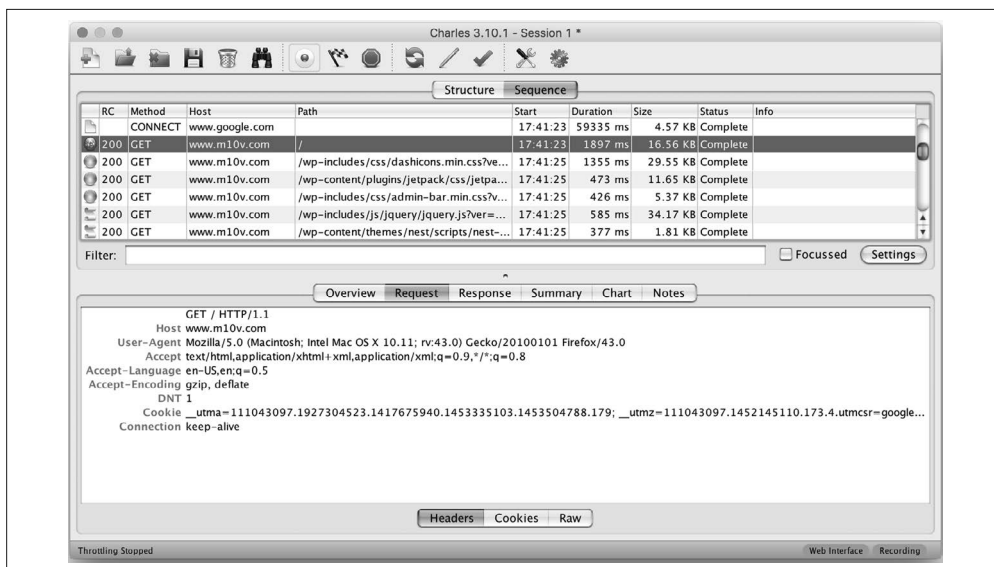 Charles 3.10.1 - Session 1 *
Structure Sequence
RC Method Host Path Start Duration Size Status Info
CONNECT www.google.com 17:41:23 59335 ms 4.57 KB Complete
200 GET www.m10v.com / 17:41:23 1897 ms 16.56 KB Complete
200 GET www.m10v.com /wp-includes/css/dashicons.min.css?ve... 17:41:25 1355 ms 29.55 KB Complete
200 GET www.m10v.com /wp-content/plugins/jetpack/css/jetpa... 17:41:25 473 ms 11.65 KB Complete
200 GET www.m10v.com /wp-includes/css/admin-bar.min.css?v... 17:41:25 426 ms 5.37 KB Complete
200 GET www.m10v.com /wp-includes/js/jquery/jquery.js?ver=... 17:41:25 585 ms 34.17 KB Complete
200 GET www.m10v.com /wp-content/themes/nest/scripts/nest-... 17:41:25 377 ms 1.81 KB Complete
Filter: Focussed Settings
Overview Request Response Summary Chart Notes
GET / HTTP/1.1
Host www.m10v.com
User-Agent Mozilla/5.0 (Macintosh; Intel Mac OS X 10.11; rv:43.0) Gecko/20100101 Firefox/43.0
Accept text/html,application/xhtml+xml,application/xml;q=0.9,*/*;q=0.8
Accept-Language en-US,en;q=0.5
Accept-Encoding gzip, deflate
DNT 1
Cookie __utma=111043097.1927304523.1417675940.1453335103.1453504788.179; __utmz=111043097.1452145110.173.4.utmcsr=google...
Connection keep-alive
Headers Cookies Raw
Throttling Stopped Web Interface Recording